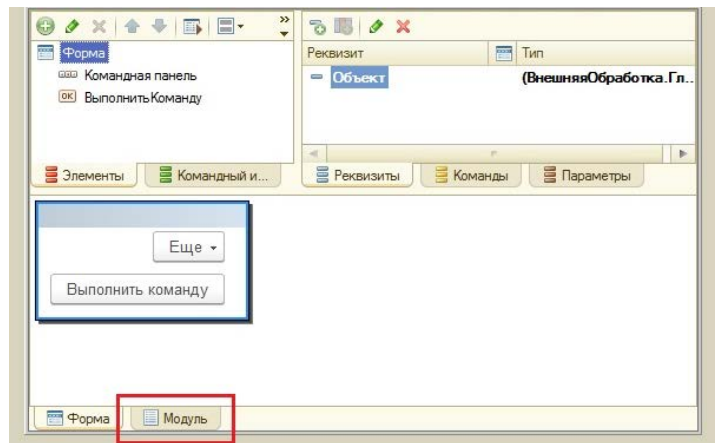 Форма
Командная панель
OK ВыполнитьКоманду
Элементы
Командный и...
Реквизит
Тип
Объект
(ВнешняяОбработка.Гл..
Реквизиты
Команды
Параметры
Еще
Выполнить команду
Форма
Модуль